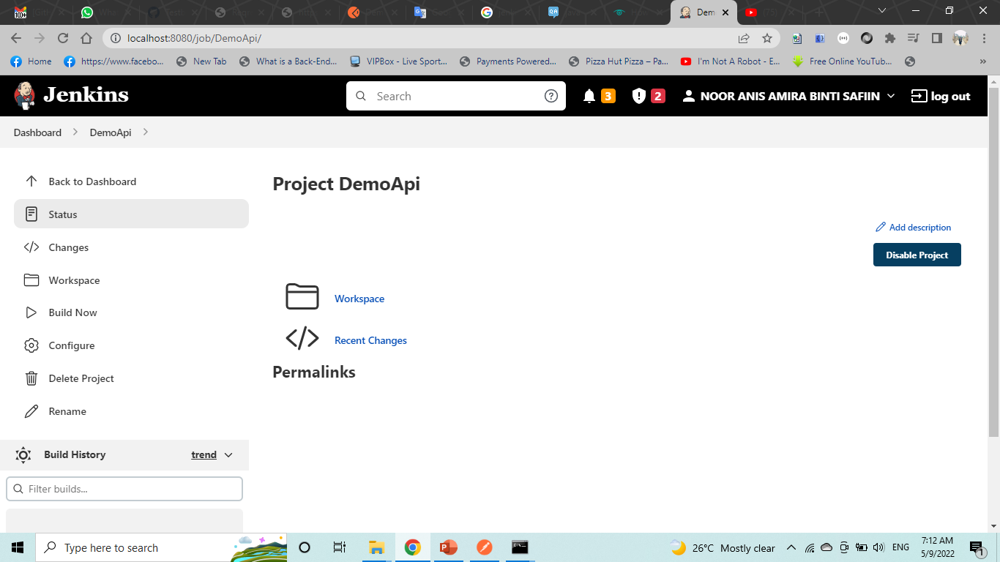 100+
Dem
(75)
localhost:8080/job/DemoApi/
Home
https://www.facebo...
New Tab
What is a Back-End...
VIPBox - Live Sport...
Payments Powered...
Pizza Hut Pizza – Pa...
I'm Not A Robot - E...
Free Online YouTub...
»
Jenkins
Search
3
2
NOOR ANIS AMIRA BINTI SAFIIN
log out
Dashboard
DemoApi
Back to Dashboard
Status
Changes
Workspace
Build Now
Configure
Delete Project
Rename
Build History
trend
Filter builds...
Project DemoApi
Add description
Disable Project
Workspace
Recent Changes
Permalinks
Type here to search
26°C Mostly clear
ENG
7:12 AM
5/9/2022
1